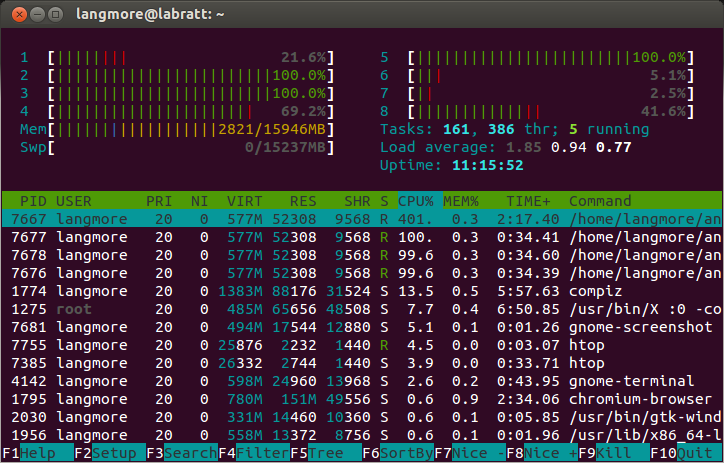 langmore@labratt: ~
1 [|||||||| 21.6%] 5 [|||||||||||||||||||||||||100.0%]
2 [|||||||||||||||||||||||||100.0%] 6 [||| 5.1%]
3 [|||||||||||||||||||||||||100.0%] 7 [|| 2.5%]
4 [||||||||||||||||||||||| 69.2%] 8 [||||||||||||||| 41.6%]
Mem[|||||||||||||||||||2821/15946MB] Tasks: 161, 386 thr; 5 running
Swp[ 0/15237MB] Load average: 1.85 0.94 0.77
Uptime: 11:15:52
PID USER PRI NI VIRT RES SHR S CPU% MEM% TIME+ Command
7667 langmore 20 0 577M 52308 9568 R 401. 0.3 2:17.40 /home/langmore/an
7677 langmore 20 0 577M 52308 9568 R 100. 0.3 0:34.41 /home/langmore/an
7678 langmore 20 0 577M 52308 9568 R 99.6 0.3 0:34.60 /home/langmore/an
7676 langmore 20 0 577M 52308 9568 R 99.6 0.3 0:34.39 /home/langmore/an
1774 langmore 20 0 1383M 88176 31524 S 13.5 0.5 5:57.63 compiz
1275 root 20 0 485M 65656 48508 S 7.7 0.4 6:50.85 /usr/bin/X :0 -co
7681 langmore 20 0 494M 17544 12880 S 5.1 0.1 0:01.26 gnome-screenshot
7755 langmore 20 0 25876 2232 1440 R 4.5 0.0 0:03.07 htop
7385 langmore 20 0 26332 2744 1440 S 3.9 0.0 0:33.71 htop
4142 langmore 20 0 598M 24960 13968 S 2.6 0.2 0:43.95 gnome-terminal
1795 langmore 20 0 780M 151M 49556 S 0.6 0.9 2:34.06 chromium-browser
2030 langmore 20 0 331M 14460 10360 S 0.6 0.1 0:05.85 /usr/bin/gtk-wind
1956 langmore 20 0 558M 13372 8756 S 0.6 0.1 0:00.91 /usr/lib/x86_64-l
F1Help F2Setup F3Search F4Filter F5Tree F6SortBy F7Nice - F8Nice + F9Kill F10Quit